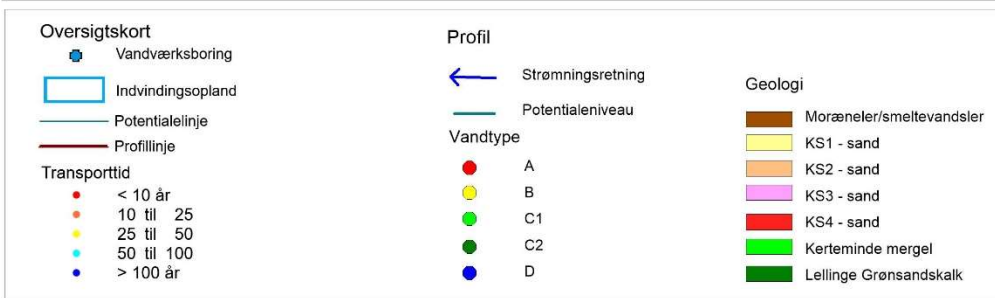 Oversigtskort
Vandværksboring
Indvindingsopland
Potentialelinje
Profillinje
Transporttid
< 10 år
10 til 25
25 til 50
50 til 100
> 100 år
Profil
Strømningsretning
Potentialeniveau
Vandtype
A
B
C1
C2
D
Geologi
Moræneler/smeltevandsler
KS1 - sand
KS2 - sand
KS3 - sand
KS4 - sand
Kerteminde mergel
Lellinge Grønsandskalk